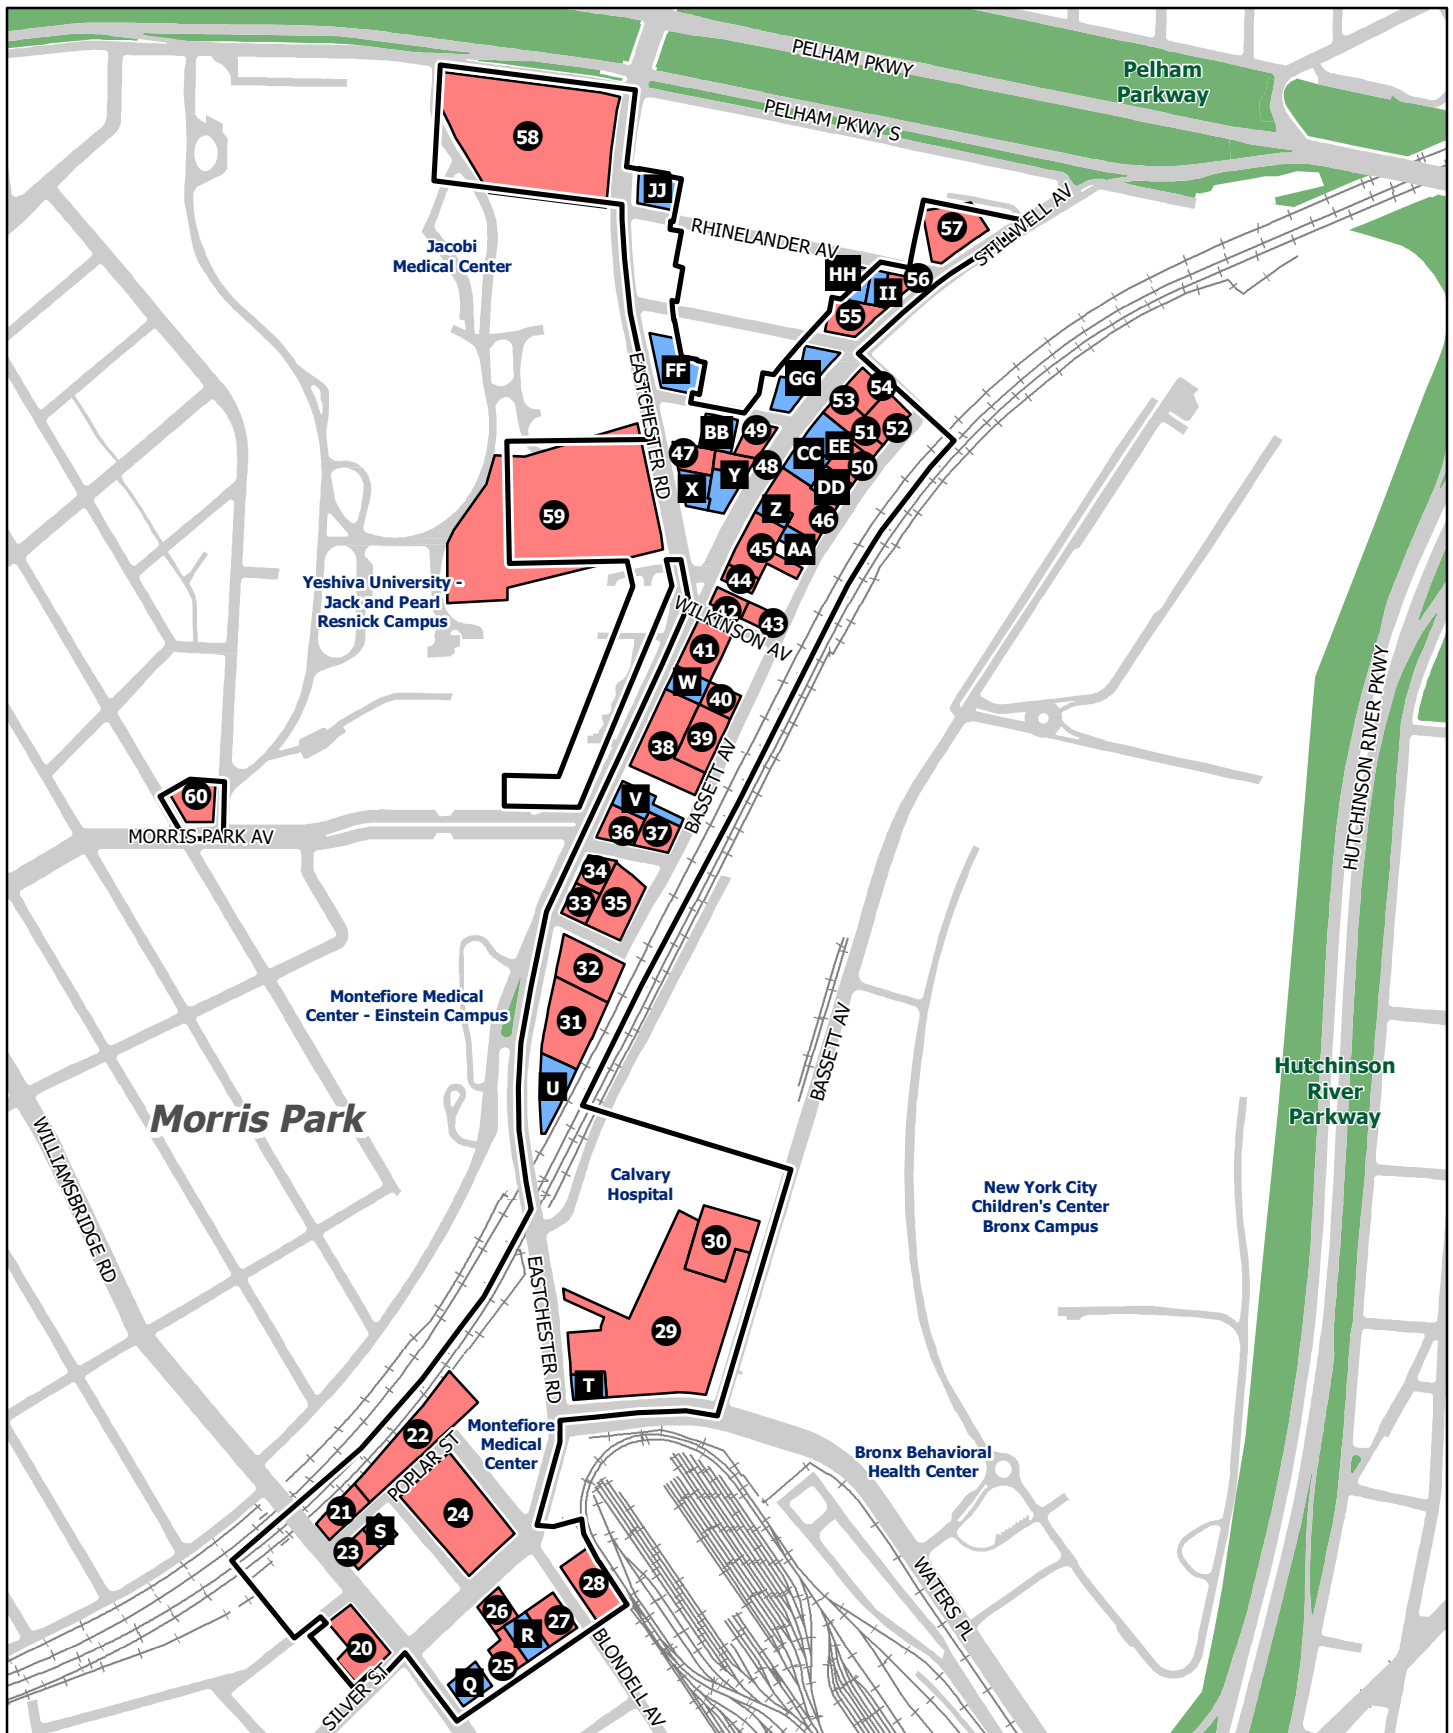 PELHAM PKWY
Pelham
Parkway
PELHAM PKWY S
58
JJ
RHINELANDER AV
57
STILLWELL AV
Jacobi
Medical Center
HH
II
56
55
EASTCHESTER RD
FF
GG
54
53
BB
49
51
52
47
CC
EE
48
50
X
Y
DD
59
Z
46
45
AA
44
Yeshiva University -
Jack and Pearl
Resnick Campus
42
43
WILKINSON AV
41
W
40
38
39
BASSETT AV
HUTCHINSON RIVER PKWY
60
V
MORRIS PARK AV
36
37
34
33
35
32
Montefiore Medical
Center - Einstein Campus
31
BASSETT AV
U
Hutchinson
River
Parkway
Morris Park
WILLIAMSBRIDGE RD
Calvary
Hospital
New York City
Children's Center
Bronx Campus
30
EASTCHESTER RD
29
T
22
Montefiore
Medical
Center
POPLAR ST
Bronx Behavioral
Health Center
21
24
S
23
28
WATERS PL
26
27
R
20
25
Q
SILVER ST
BLONDELL AV